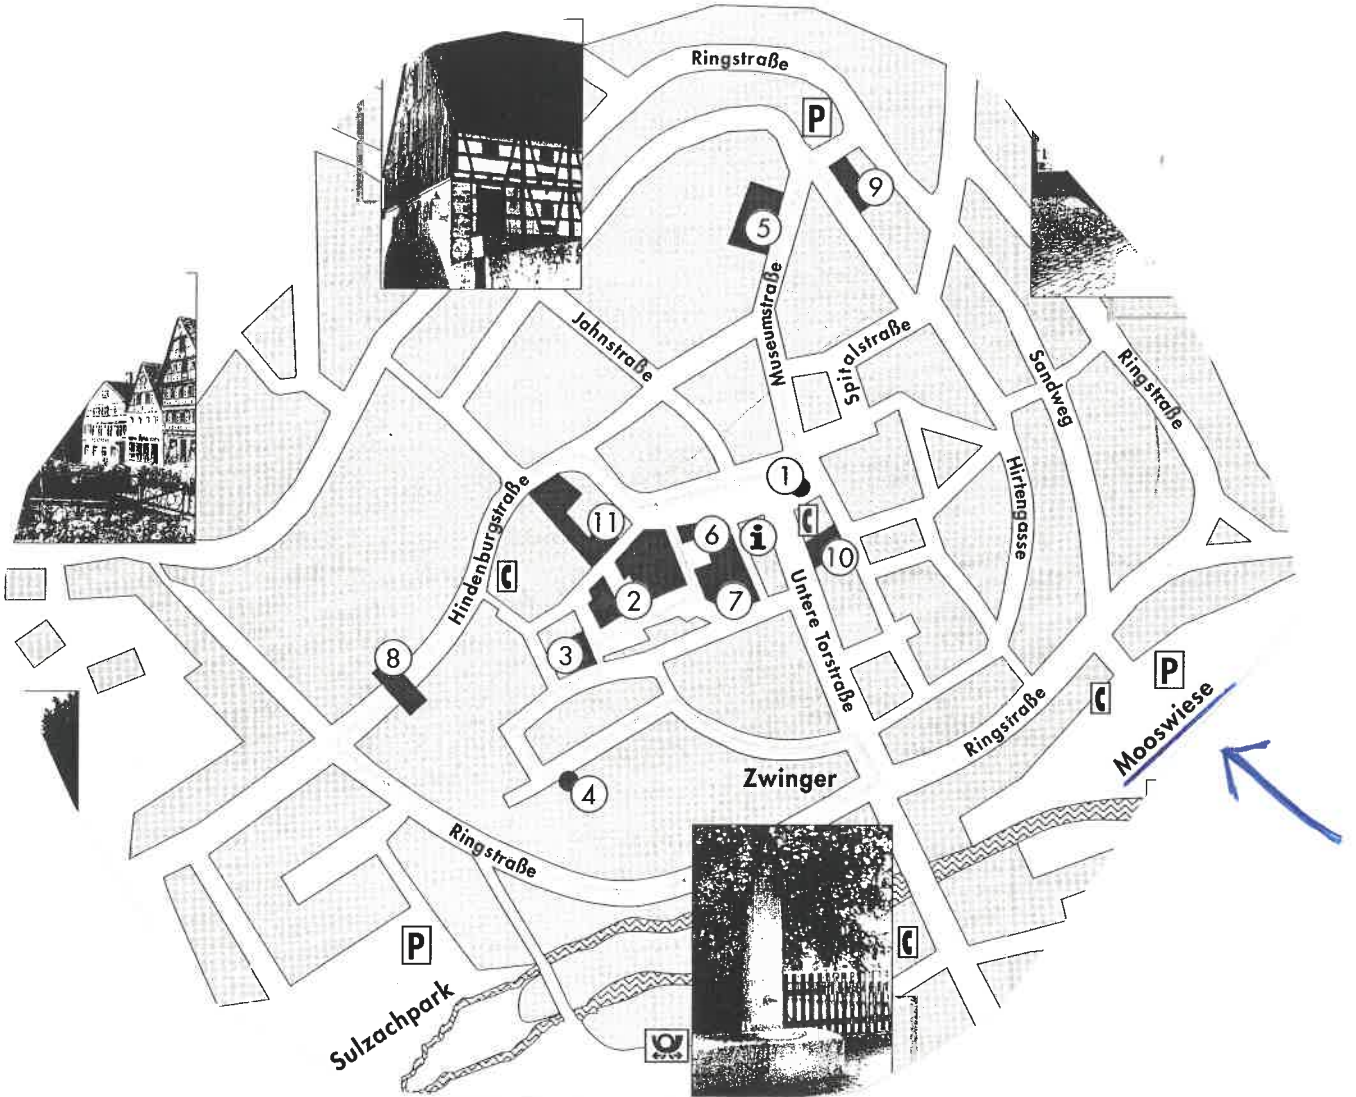 Ringstraße
P
9
5
Museumstraße
Jahnstraße
Spitalstraße
Sandweg
Ringstraße
1
Hirtengasse
Hindenburgstraße
11
6
i
10
2
7
Untere Torstraße
3
8
P
Ringstraße
Mooswiese
Zwinger
4
Ringstraße
P
Sulzachpark